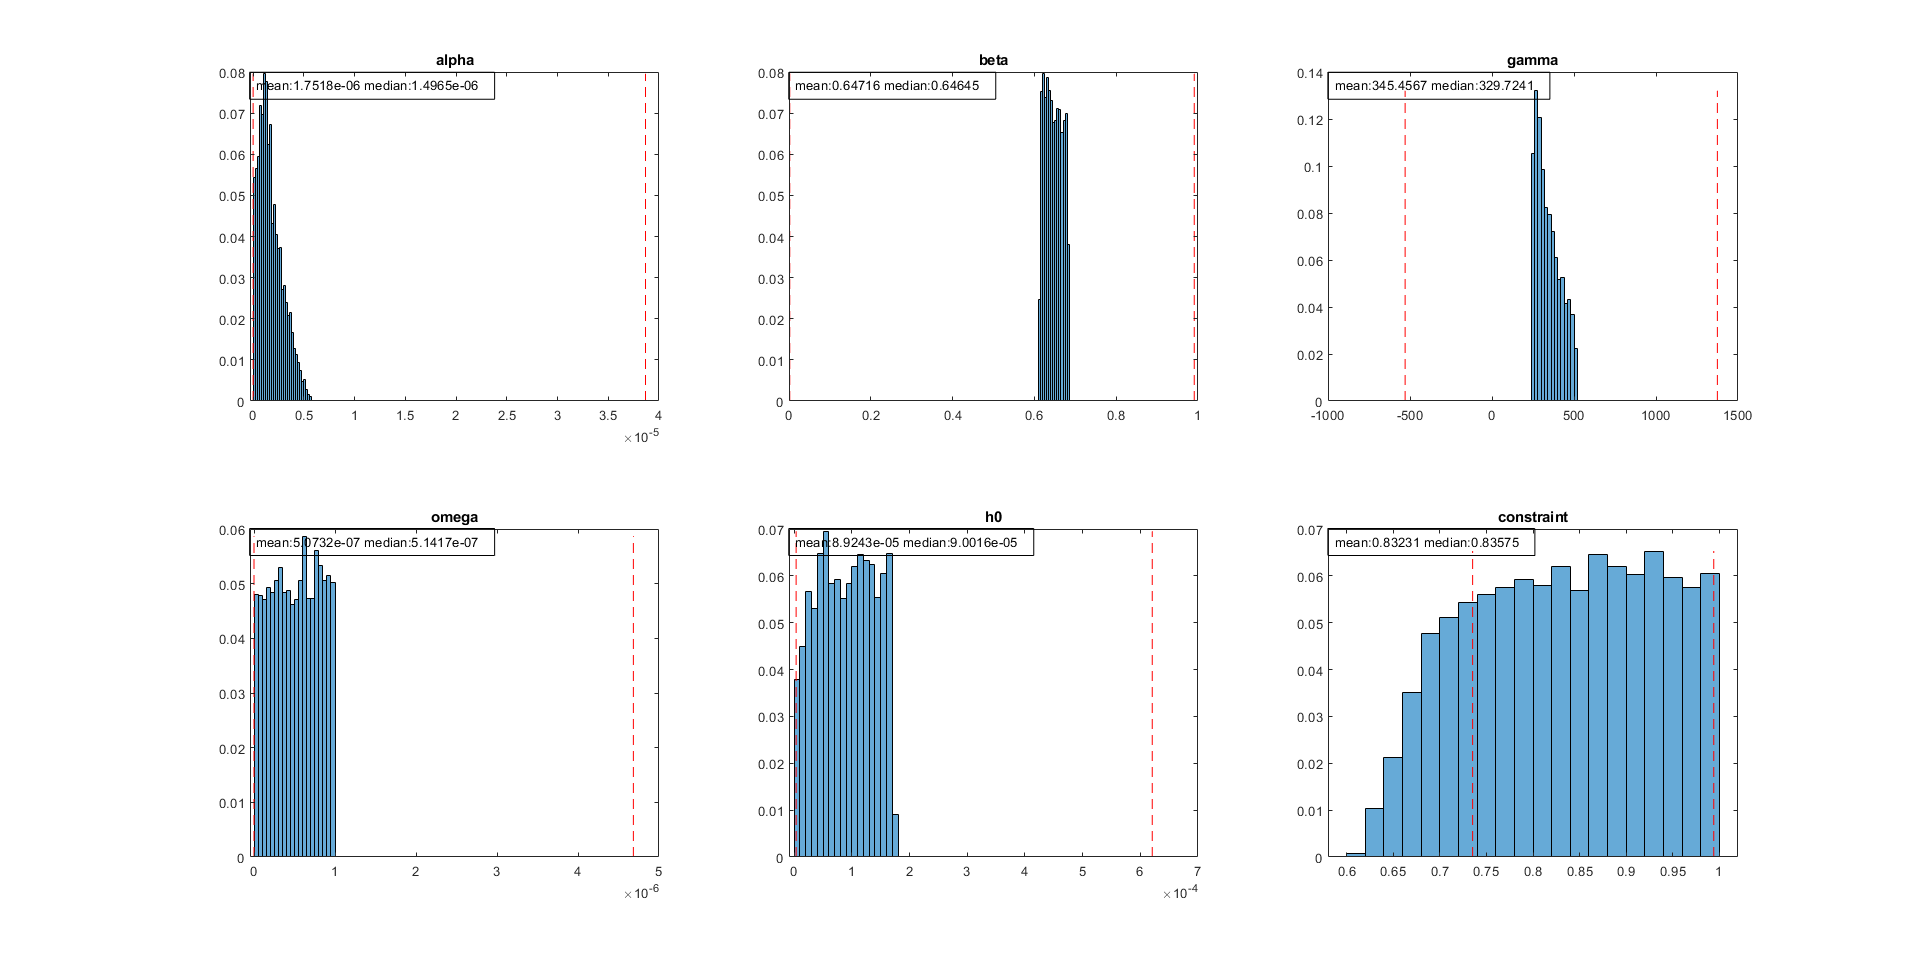 alpha
mean:1.7518e-06 median:1.4965e-06
0.08
0.07
0.06
0.05
0.04
0.03
0.02
0.01
0
0 0.5 1 1.5 2 2.5 3 3.5 4
×10-5
beta
mean:0.64716 median:0.64645
0.08
0.07
0.06
0.05
0.04
0.03
0.02
0.01
0
0 0.2 0.4 0.6 0.8 1
gamma
mean:345.4567 median:329.7241
0.14
0.12
0.1
0.08
0.06
0.04
0.02
0
-1000 -500 0 500 1000 1500
omega
mean:5.0732e-07 median:5.1417e-07
0.06
0.05
0.04
0.03
0.02
0.01
0
0 1 2 3 4 5
×10-6
h0
mean:8.9243e-05 median:9.0016e-05
0.07
0.06
0.05
0.04
0.03
0.02
0.01
0
0 1 2 3 4 5 6 7
×10-4
constraint
mean:0.83231 median:0.83575
0.07
0.06
0.05
0.04
0.03
0.02
0.01
0
0.6 0.65 0.7 0.75 0.8 0.85 0.9 0.95 1